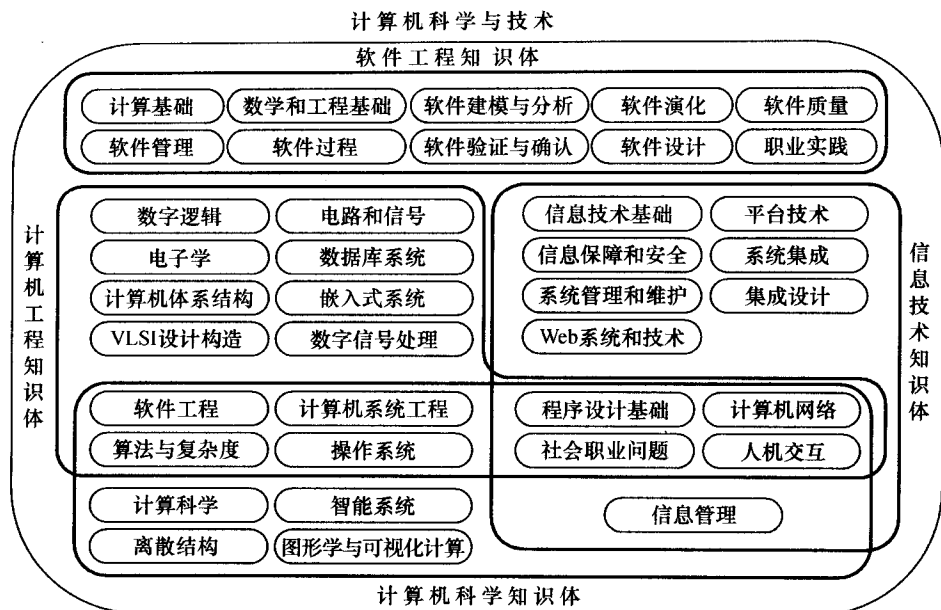 计算机科学与技术
软件工程知识体
计算基础 数学和工程基础 软件建模与分析 软件演化 软件质量
软件管理 软件过程 软件验证与确认 软件设计 职业实践
计算机工程知识体
数字逻辑 电路和信号
电子学 数据库系统
计算机体系结构 嵌入式系统
VLSI设计构造 数字信号处理
信息技术基础 平台技术
信息保障和安全 系统集成
系统管理和维护 集成设计
Web系统和技术
信息技术知识体
软件工程 计算机系统工程 程序设计基础 计算机网络
算法与复杂度 操作系统 社会职业问题 人机交互
计算科学 智能系统 信息管理
离散结构 图形学与可视化计算
计算机科学知识体